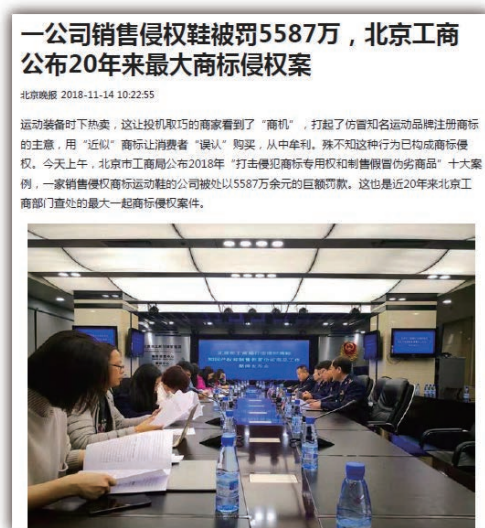 一公司销售侵权鞋被罚5587万，北京工商
公布20年来最大商标侵权案
北京晚报 2018-11-14 10:22:55
运动装备时下热卖，这让投机取巧的商家看到了“商机”，打起了仿冒知名运动品牌注册商标
的主意，用“近似”商标让消费者“误认”购买，从中牟利。殊不知这种行为已构成商标侵
权。今天上午，北京市工商局公布2018年“打击侵犯商标专用权和制售假冒伪劣商品”十大案
例，一家销售侵权商标运动鞋的公司被处以5587万余元的巨额罚款。这也是近20年来北京工
商部门查处的最大一起商标侵权案件。